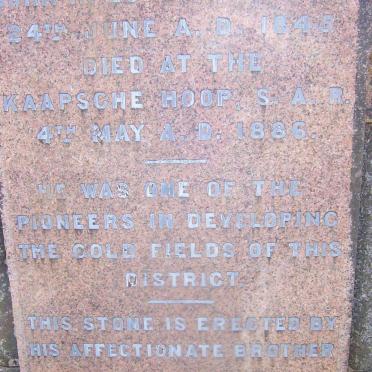 24TH JUNE A. D. 1845
DIED AT THE
KAAPSCHE HOOP, S. A. R.
4TH MAY A. D. 1886.
HE WAS ONE OF THE
PIONEERS IN DEVELOPING
THE GOLD FIELDS OF THIS
DISTRICT.
THIS STONE IS ERECTED BY
HIS AFFECTIONATE BROTHER